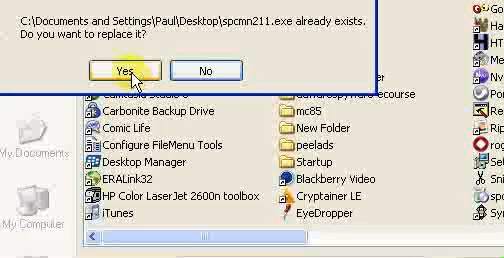 C:\Documents and Settings\Paul\Desktop\spcmn211.exe already exists.
Do you want to replace it?
Yes
No
My Documents
My Computer
Carbonite Backup Drive
Comic Life
Configure FileMenu Tools
Desktop Manager
ERALink32
HP Color LaserJet 2600n toolbox
iTunes
mc85
New Folder
peelads
Startup
Blackberry Video
Cryptainer LE
EyeDropper